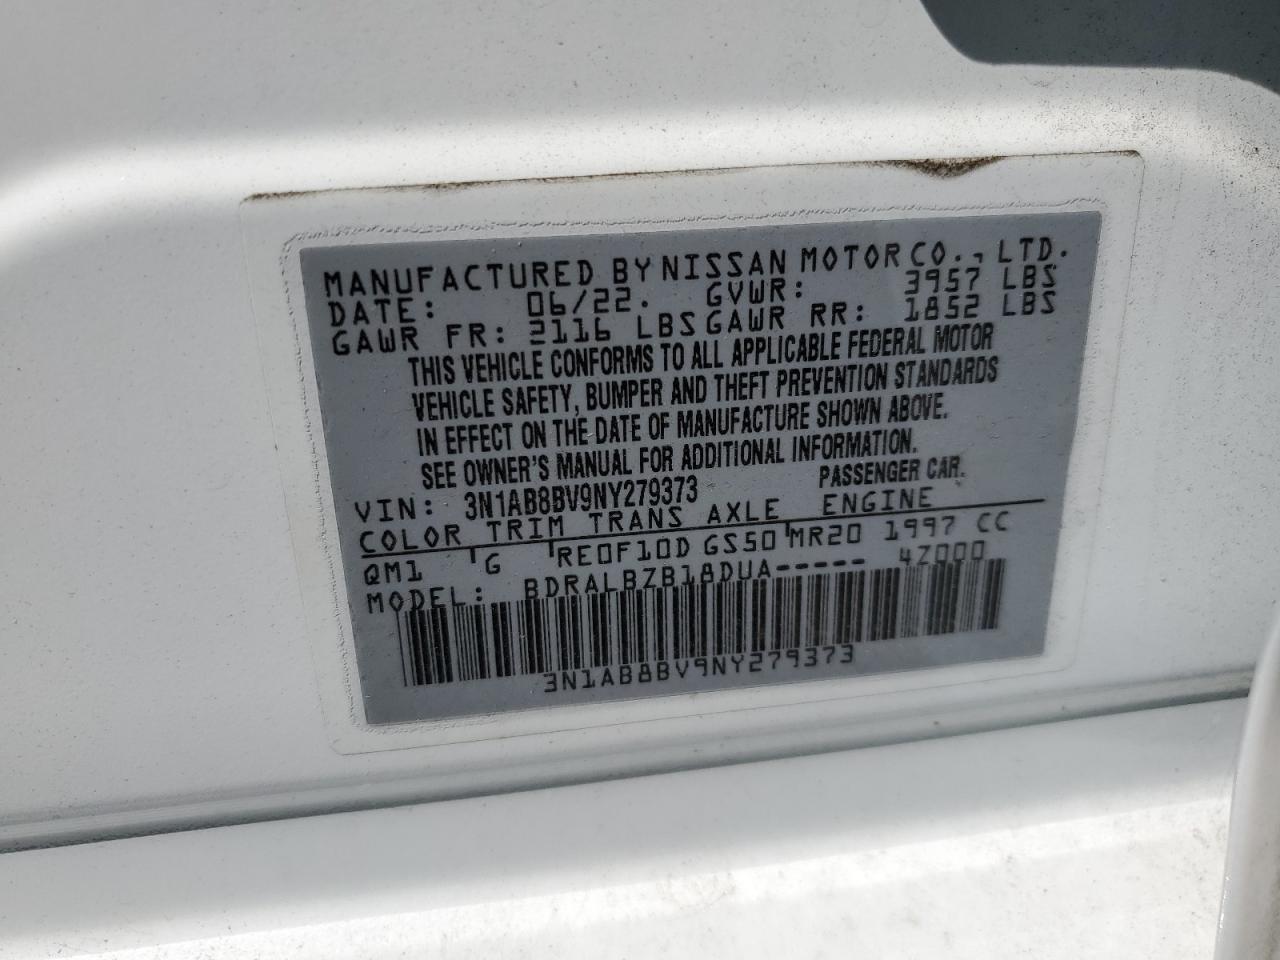 MANUFACTURED BY NISSAN MOTOR CO., LTD.
DATE: 06/22. GVWR: 3957 LBS
GAWR FR: 2116 LBS GAWR RR: 1852 LBS
THIS VEHICLE CONFORMS TO ALL APPLICABLE FEDERAL MOTOR
VEHICLE SAFETY, BUMPER AND THEFT PREVENTION STANDARDS
IN EFFECT ON THE DATE OF MANUFACTURE SHOWN ABOVE.
SEE OWNER'S MANUAL FOR ADDITIONAL INFORMATION.
VIN: 3N1AB8BV9NY279373 PASSENGER CAR.
COLOR TRIM TRANS AXLE ENGINE
QM1 G RE0F10D GS50 MR20 1997 CC
MODEL: BDRALBZB18DUA----- 4Z000
3N1AB8BV9NY279373